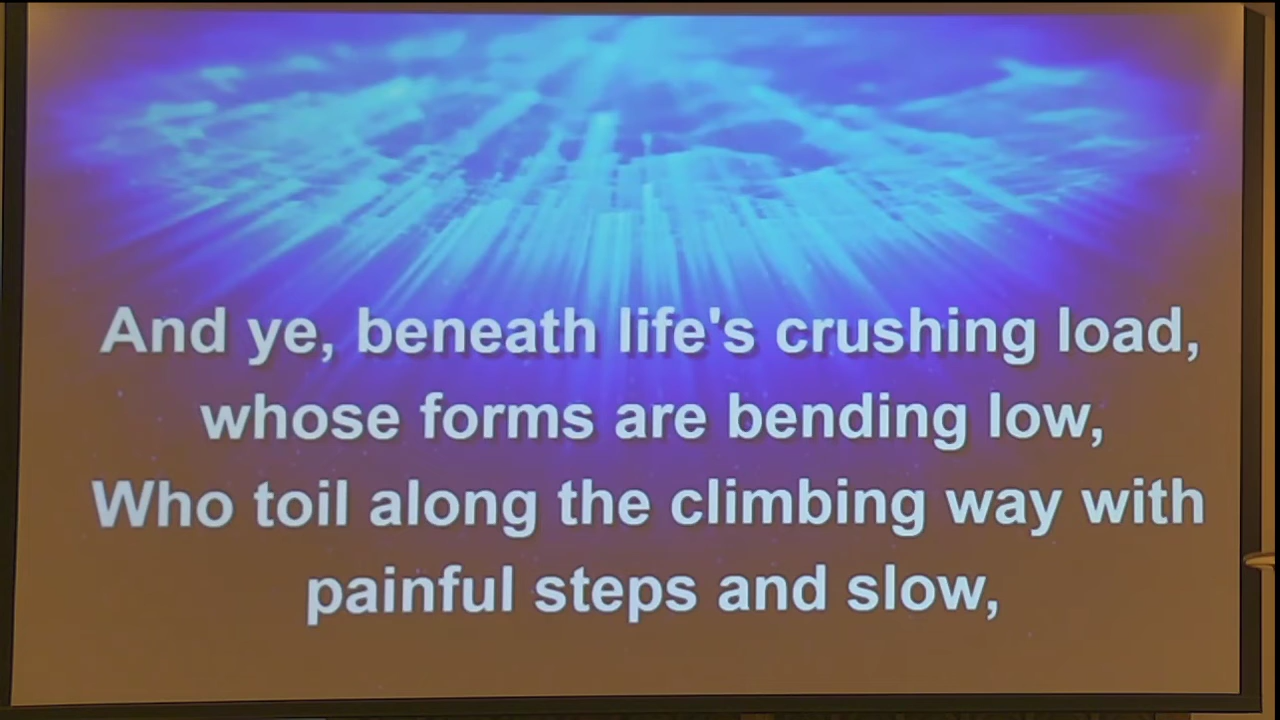 And ye, beneath life's crushing load,
whose forms are bending low,
Who toil along the climbing way with
painful steps and slow,